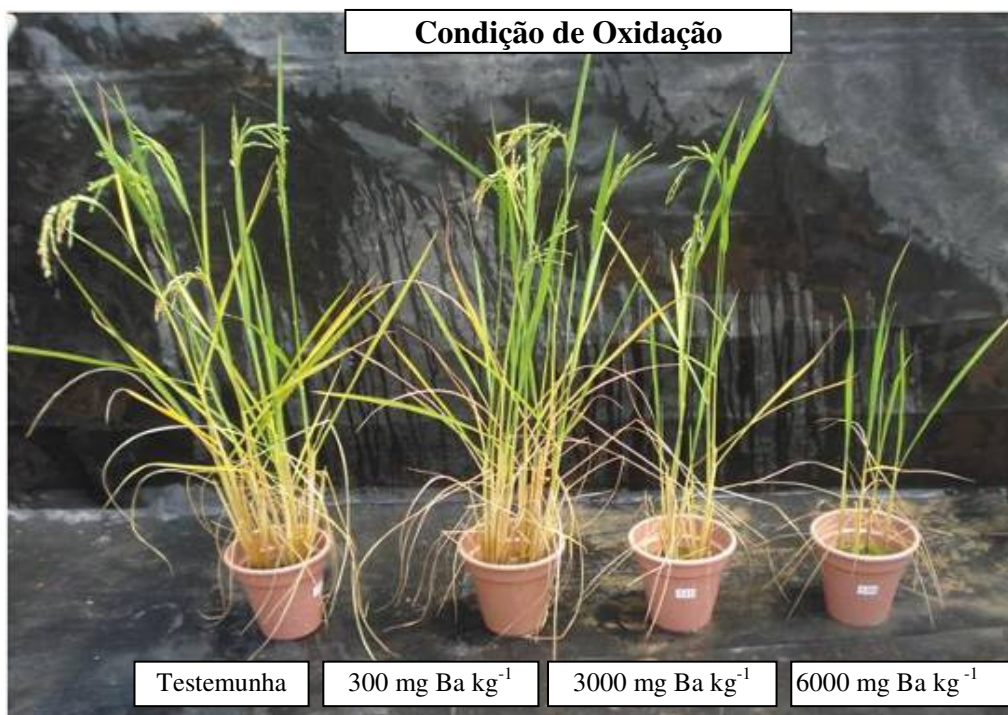 Condição de Oxidação
Testemunha 300 mg Ba kg⁻¹ 3000 mg Ba kg⁻¹ 6000 mg Ba kg⁻¹